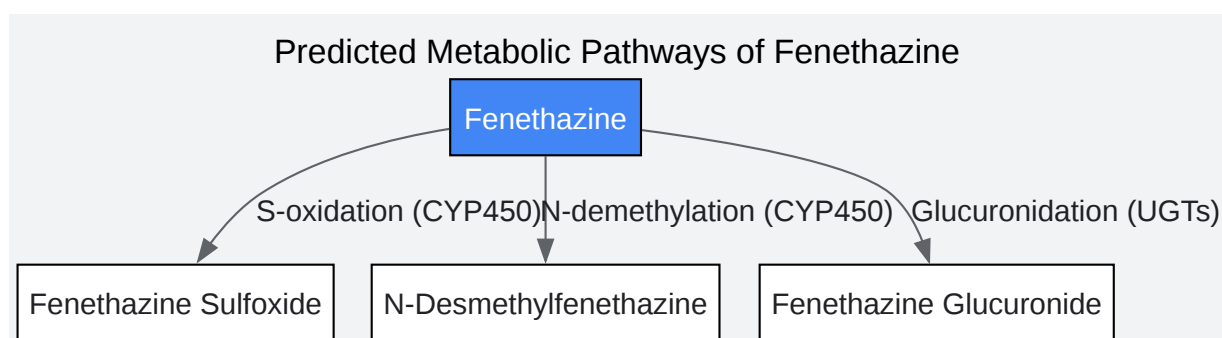 Predicted Metabolic Pathways of Fenethazine
Fenethazine
S-oxidation (CYP450)
N-demethylation (CYP450)
Glucuronidation (UGTs)
Fenethazine Sulfoxide
N-Desmethylfenethazine
Fenethazine Glucuronide